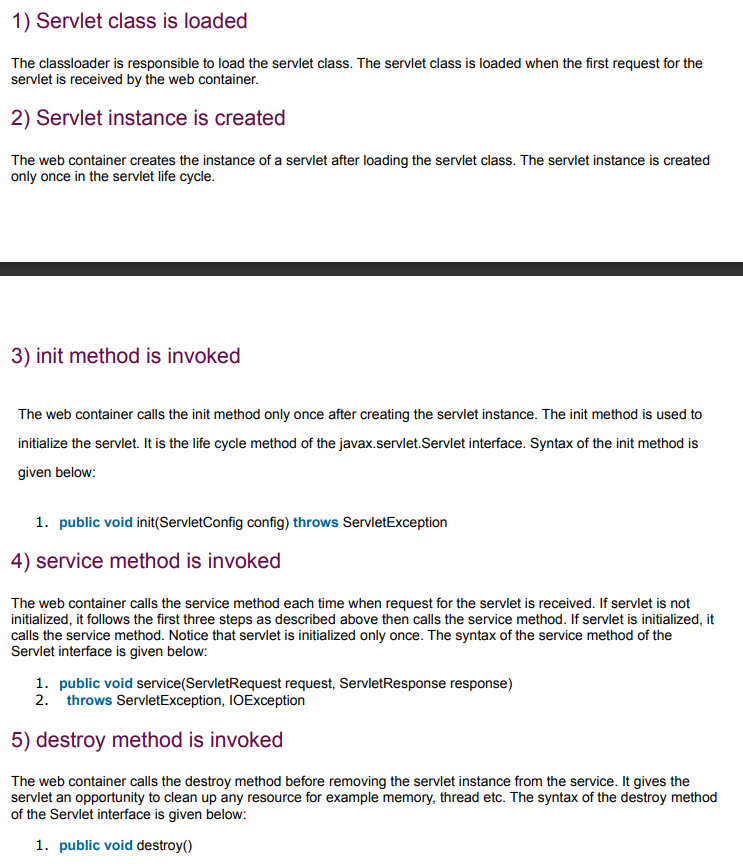 1) Servlet class is loaded
The classloader is responsible to load the servlet class. The servlet class is loaded when the first request for the
servlet is received by the web container.
2) Servlet instance is created
The web container creates the instance of a servlet after loading the servlet class. The servlet instance is created
only once in the servlet life cycle.
3) init method is invoked
The web container calls the init method only once after creating the servlet instance. The init method is used to
initialize the servlet. It is the life cycle method of the javax.servlet.Servlet interface. Syntax of the init method is
given below:
1. public void init(ServletConfig config) throws ServletException
4) service method is invoked
The web container calls the service method each time when request for the servlet is received. If servlet is not
initialized, it follows the first three steps as described above then calls the service method. If servlet is initialized, it
calls the service method. Notice that servlet is initialized only once. The syntax of the service method of the
Servlet interface is given below:
1. public void service(ServletRequest request, ServletResponse response)
2. throws ServletException, IOException
5) destroy method is invoked
The web container calls the destroy method before removing the servlet instance from the service. It gives the
servlet an opportunity to clean up any resource for example memory, thread etc. The syntax of the destroy method
of the Servlet interface is given below:
1. public void destroy()